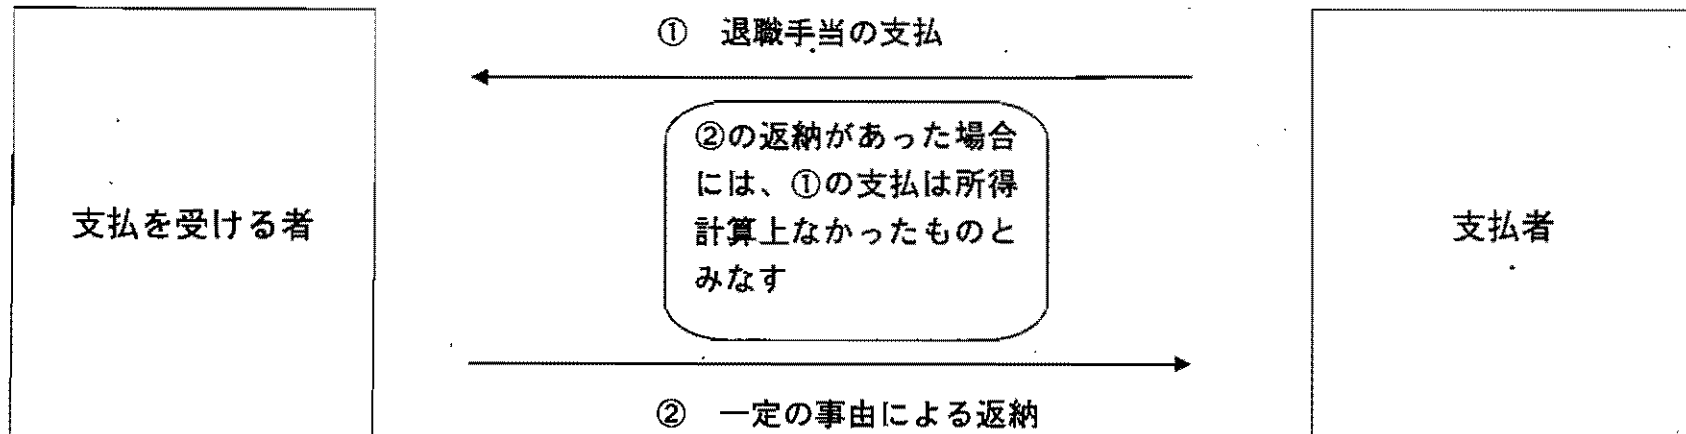 ① 退職手当の支払
②の返納があった場合
には、①の支払は所得
計算上なかったものと
みなす
支払を受ける者
支払者
② 一定の事由による返納